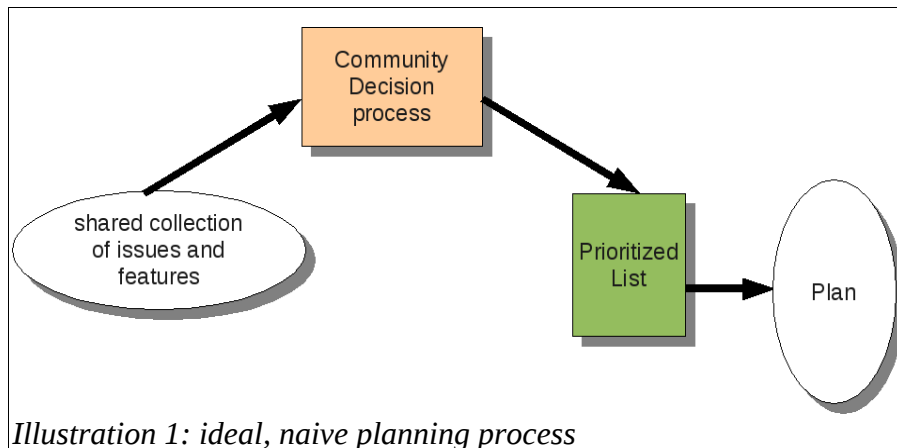 Community
Decision
process
shared collection
of issues and
features
Prioritized
List
Plan
Illustration 1: ideal, naive planning process